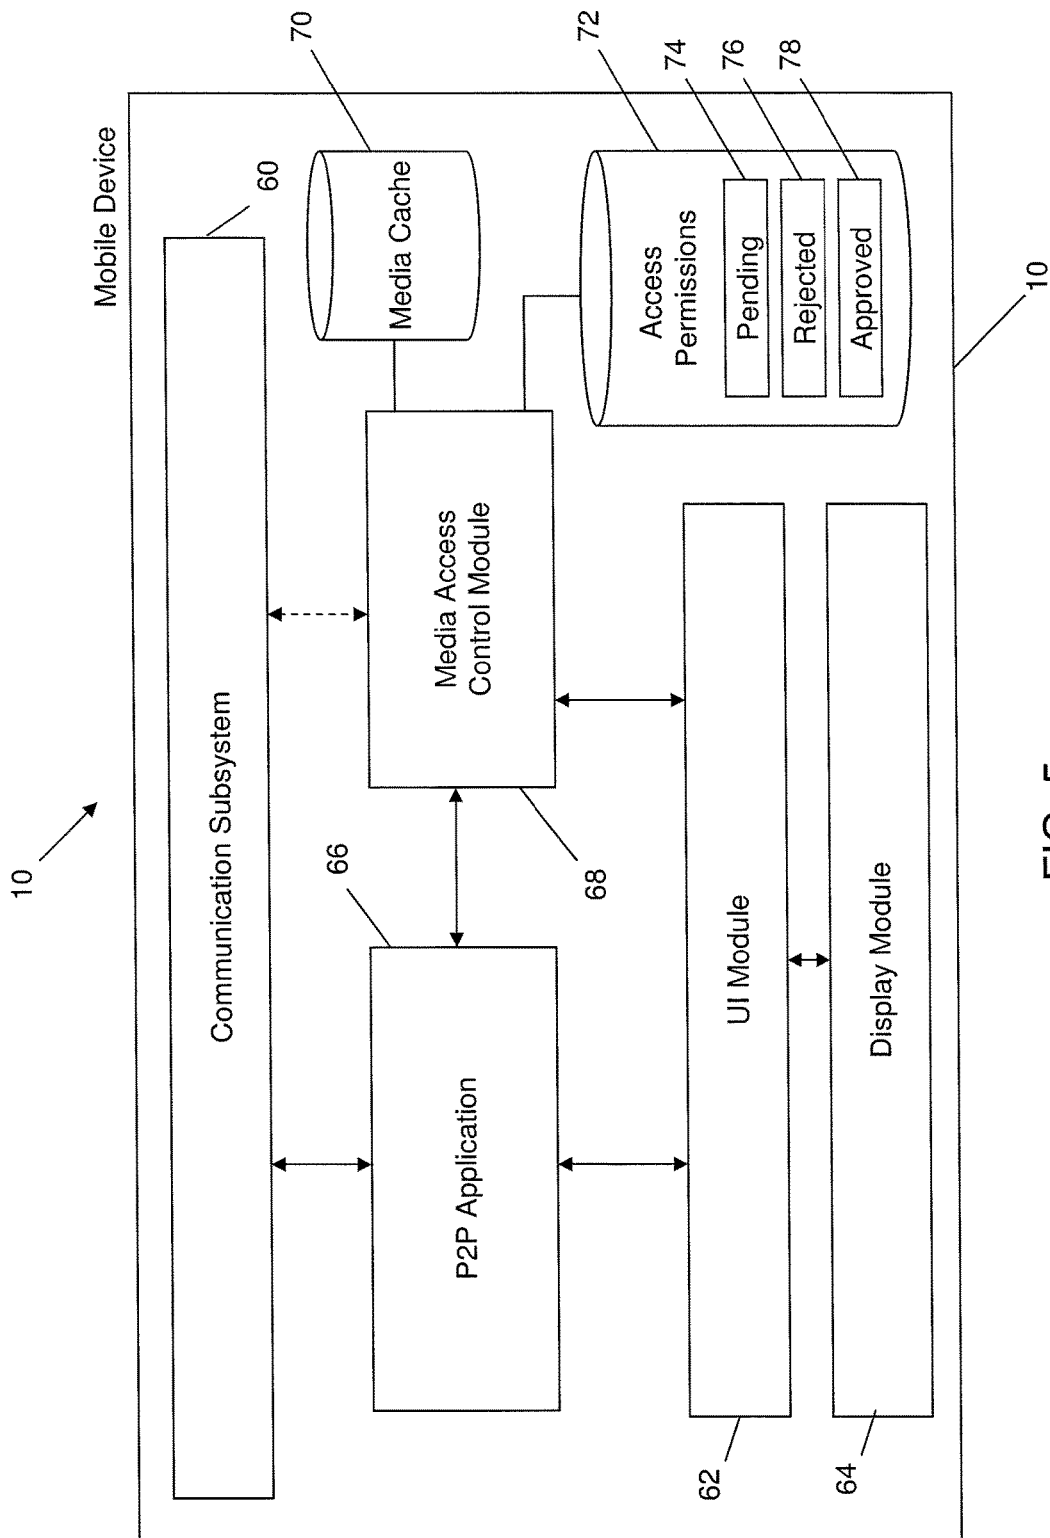 10
Mobile Device
60
Communication Subsystem
70
66
Media Cache
P2P Application
Media Access
Control Module
68
72
Access
Permissions
74
Pending
76
Rejected
78
Approved
62
UI Module
64
Display Module
10
FIG. 5